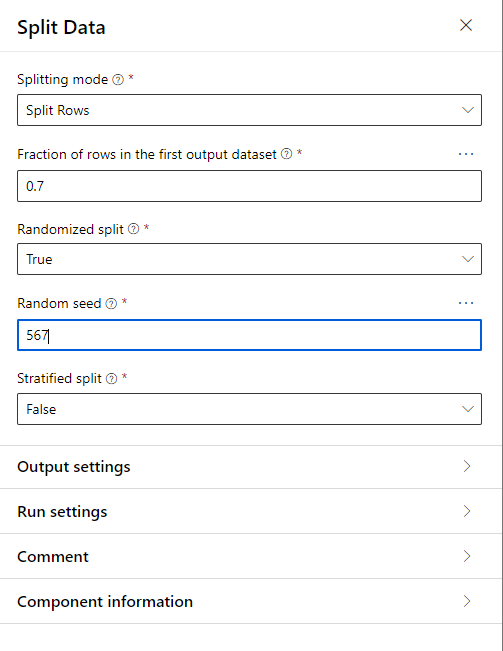 Split Data
Splitting mode *
Split Rows
Fraction of rows in the first output dataset *
0.7
Randomized split *
True
Random seed *
567
Stratified split *
False
Output settings
Run settings
Comment
Component information